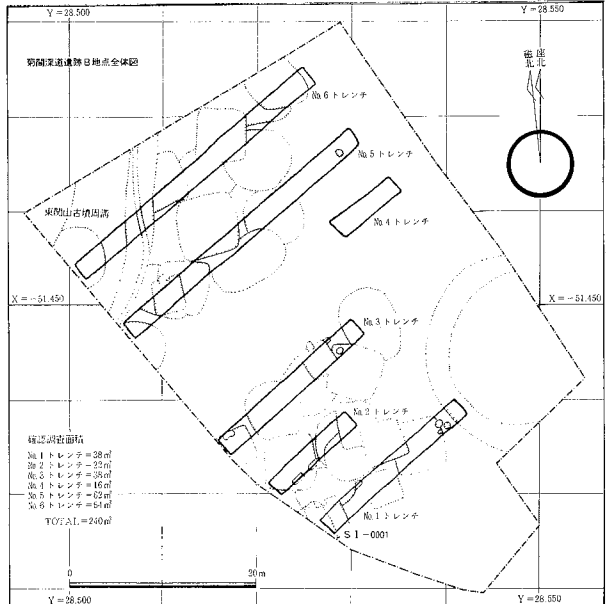 Y=28.500
Y=28.550
菊間深道遺跡B地点全体図
磁北
座北
№6トレンチ
№5トレンチ
№4トレンチ
東関山古墳周溝
X=-51.450
X=-51.450
№3トレンチ
№2トレンチ
№1トレンチ
SI-0001
確認調査面積
№1トレンチ=38㎡
№2トレンチ=22㎡
№3トレンチ=38㎡
№4トレンチ=16㎡
№5トレンチ=62㎡
№6トレンチ=54㎡
TOTAL=240㎡
0
20m
Y=28.500
Y=28.550